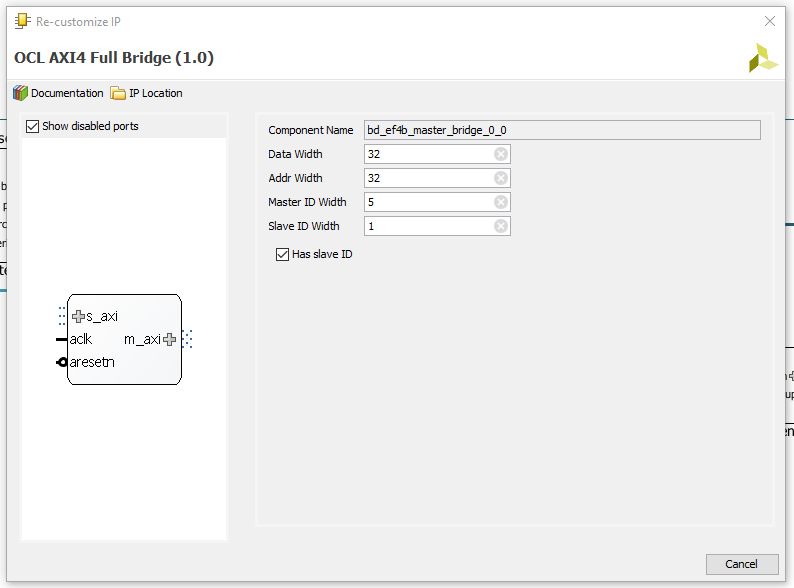 Re-customize IP
OCL AXI4 Full Bridge (1.0)
Documentation IP Location
Show disabled ports
s_axi
aclk m_axi
aresetn
Component Name bd_ef4b_master_bridge_0_0
Data Width 32
Addr Width 32
Master ID Width 5
Slave ID Width 1
Has slave ID
Cancel